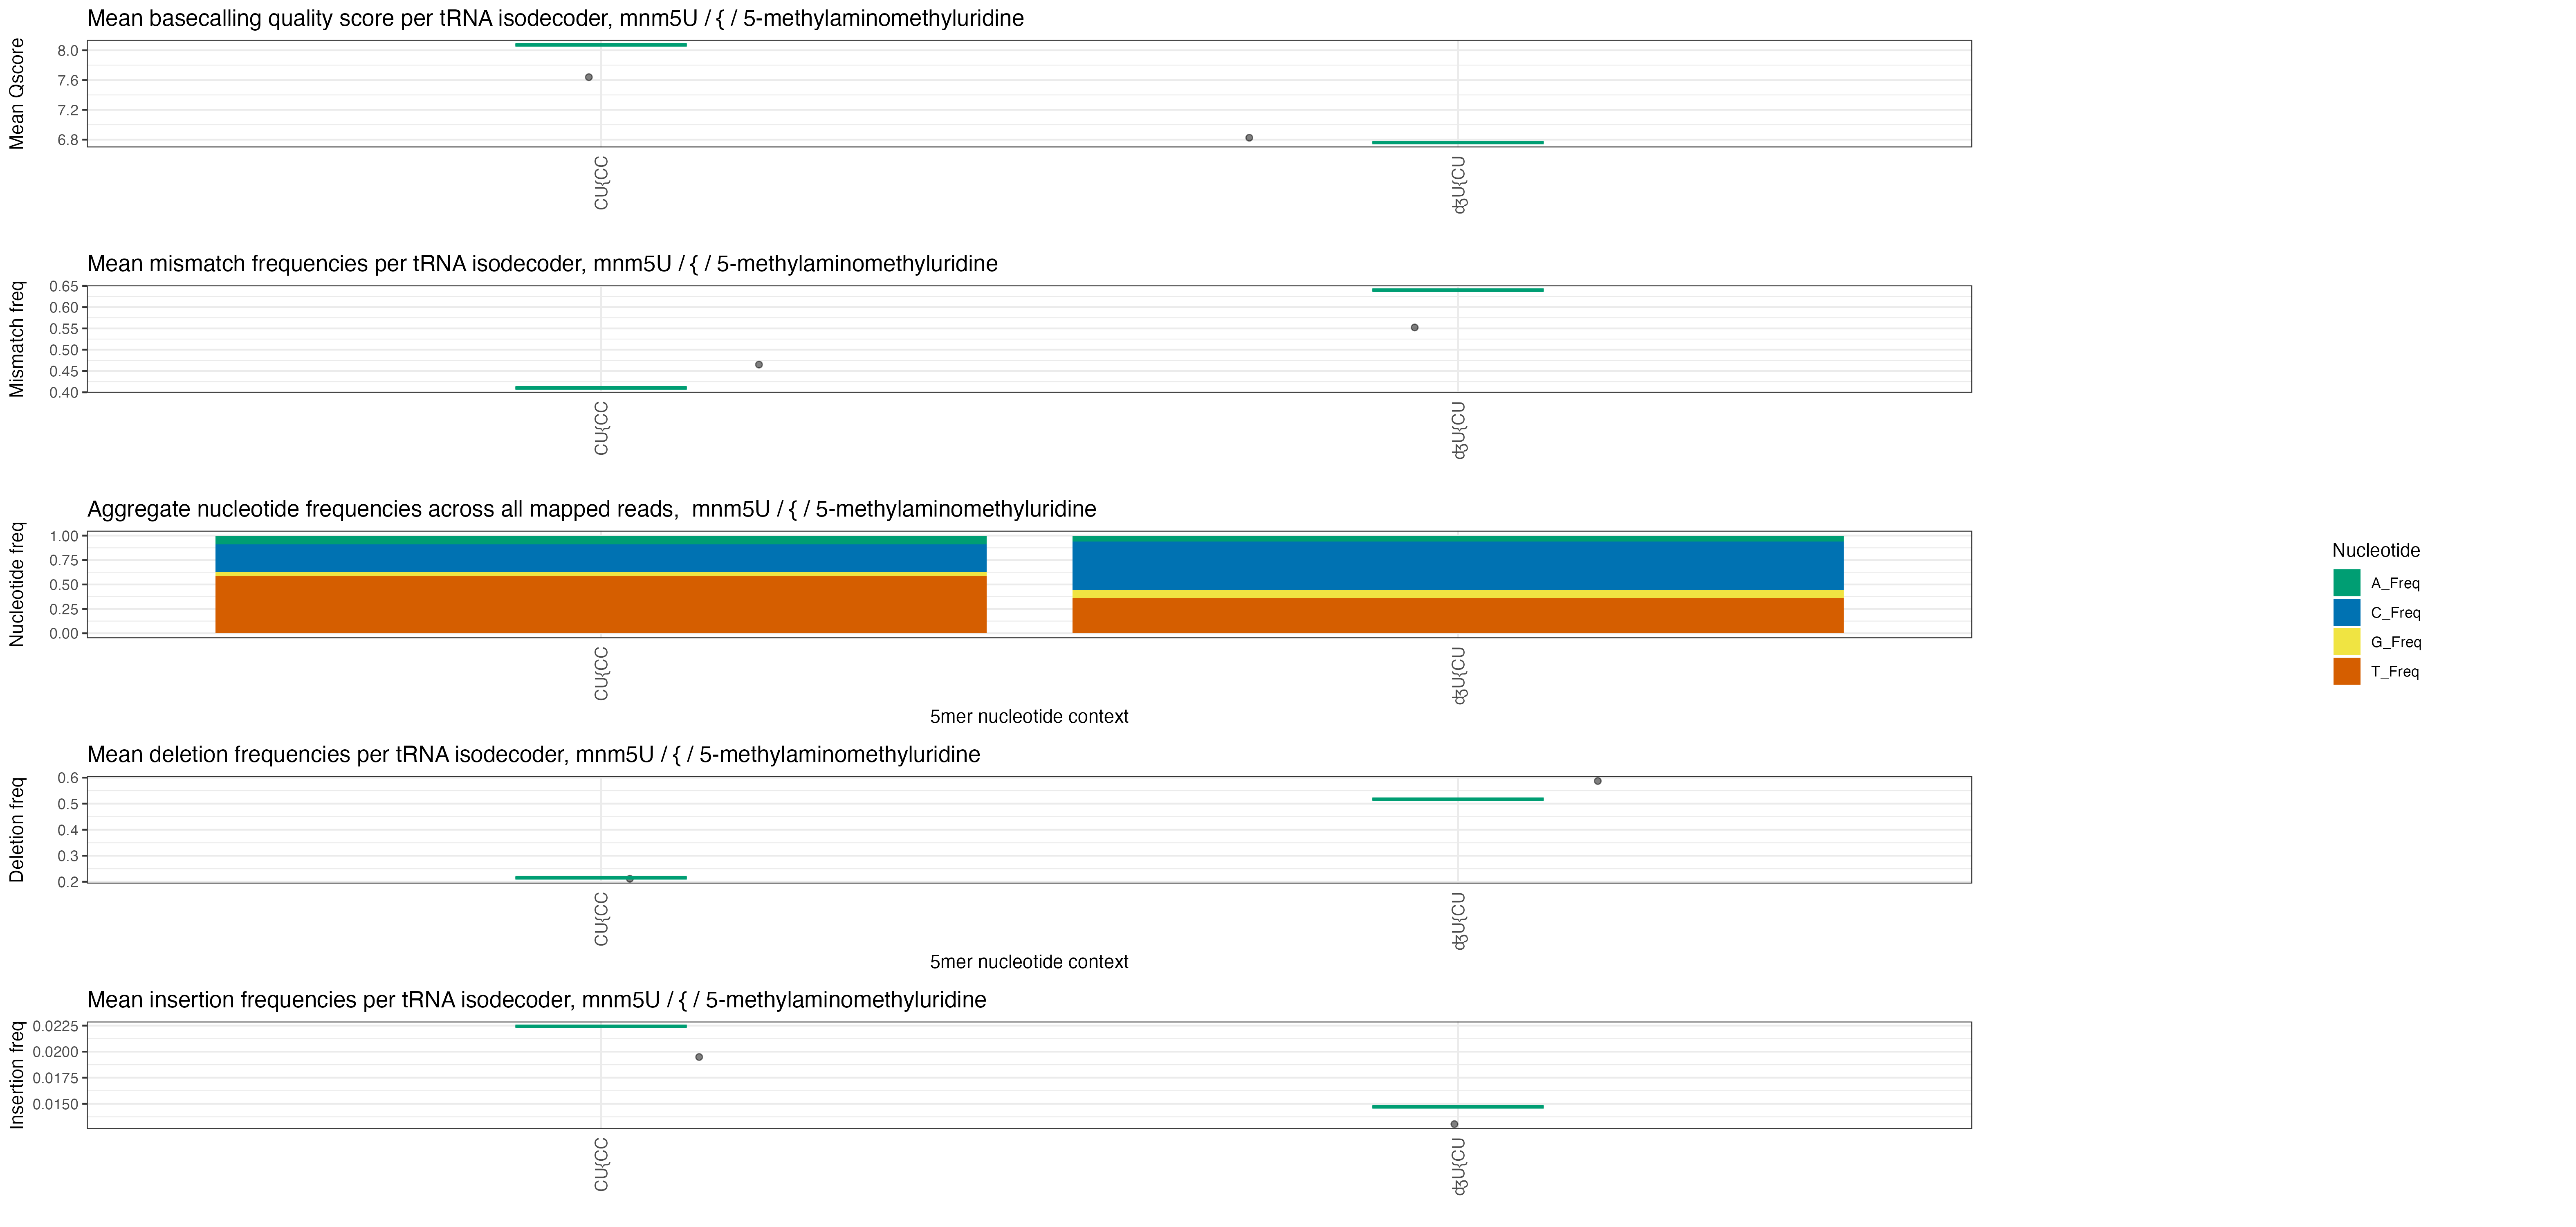 Mean basecalling quality score per tRNA isodecoder, mnm5U / { / 5-methylaminomethyluridine
Mean Qscore
8.0
7.6
7.2
6.8
CU{CC
Mean mismatch frequencies per tRNA isodecoder, mnm5U / { / 5-methylaminomethyluridine
Mismatch freq
0.65
0.60
0.55
0.50
0.45
0.40
CU{CC
Aggregate nucleotide frequencies across all mapped reads,  mnm5U / { / 5-methylaminomethyluridine
Nucleotide freq
1.00
0.75
0.50
0.25
0.00
CU{CC
5mer nucleotide context
Nucleotide
A_Freq
C_Freq
G_Freq
T_Freq
Mean deletion frequencies per tRNA isodecoder, mnm5U / { / 5-methylaminomethyluridine
Deletion freq
0.6
0.5
0.4
0.3
0.2
CU{CC
5mer nucleotide context
Mean insertion frequencies per tRNA isodecoder, mnm5U / { / 5-methylaminomethyluridine
Insertion freq
0.0225
0.0200
0.0175
0.0150
CU{CC